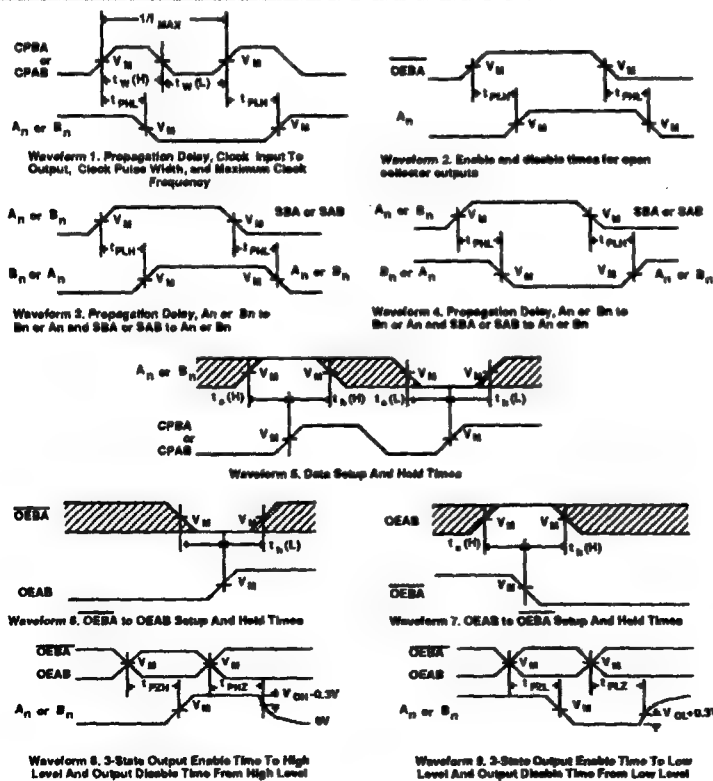 1/f MAX
CPBA
or
CPAB
VM VM VM
tW(H) tW(L)
tPHL tPLH
An or Bn VM VM
Waveform 1. Propagation Delay, Clock Input To
Output, Clock Pulse Width, and Maximum Clock
Frequency
OEBA VM VM
tPLH tPHL
An VM VM
Waveform 2. Enable and disable times for open
collector outputs
An or Bn VM VM SBA or SAB
tPLH tPHL
Bn or An VM VM An or Bn
Waveform 3. Propagation Delay, An or Bn to
Bn or An and SBA or SAB to An or Bn
An or Bn VM VM SBA or SAB
tPHL tPLH
Bn or An VM VM An or Bn
Waveform 4. Propagation Delay, An or Bn to
Bn or An and SBA or SAB to An or Bn
An or Bn VM VM VM VM
ts(H) th(H) ts(L) th(L)
CPBA
or
CPAB
VM VM
Waveform 5. Data Setup And Hold Times
OEBA VM VM
th(L)
OEAB VM
Waveform 6. OEBA to OEAB Setup And Hold Times
OEAB VM VM
ts(H) th(H)
OEBA VM
Waveform 7. OEAB to OEBA Setup And Hold Times
OEBA
OEAB
VM VM
tPZH tPHZ
VOH-0.3V
An or Bn VM
0V
Waveform 8. 3-State Output Enable Time To High
Level And Output Disable Time From High Level
OEBA
OEAB
VM VM
tPZL tPLZ
An or Bn VM VOL+0.3V
Waveform 9. 3-State Output Enable Time To Low
Level And Output Disable Time From Low Level